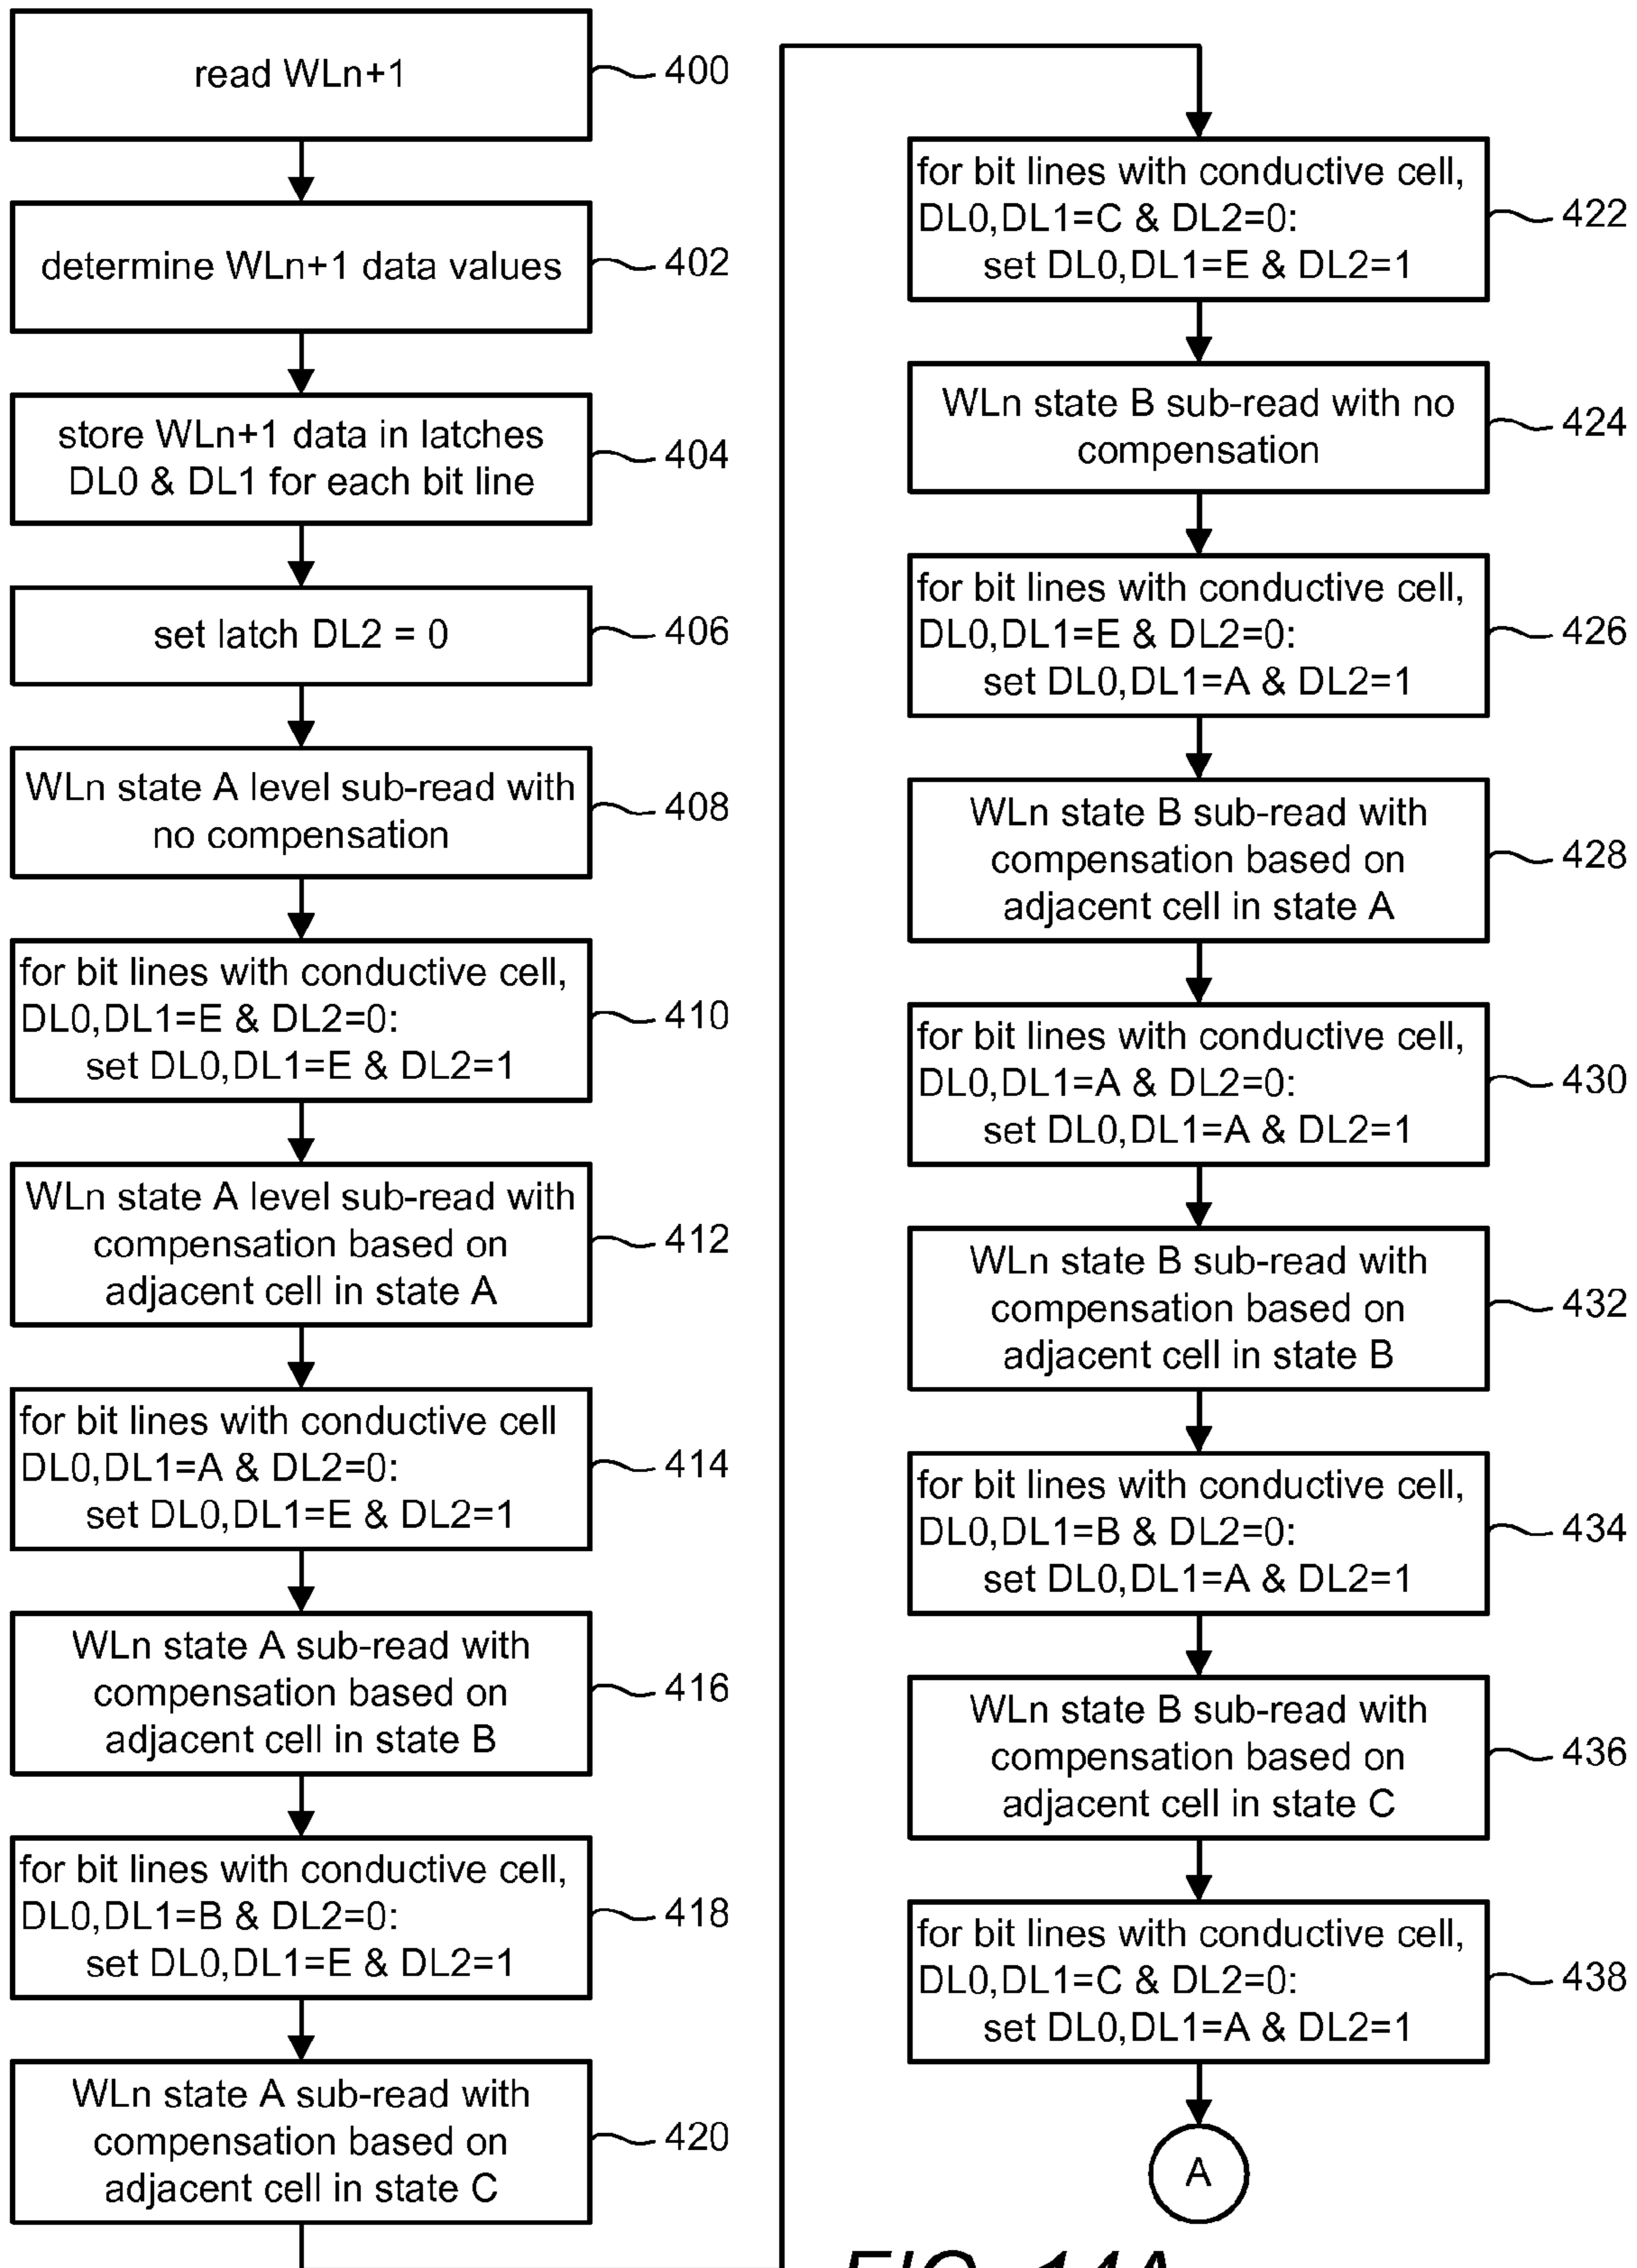 read WLn+1
400
determine WLn+1 data values
402
store WLn+1 data in latches
DL0 & DL1 for each bit line
404
set latch DL2 = 0
406
WLn state A level sub-read with
no compensation
408
for bit lines with conductive cell,
DL0,DL1=E & DL2=0:
set DL0,DL1=E & DL2=1
410
WLn state A level sub-read with
compensation based on
adjacent cell in state A
412
for bit lines with conductive cell
DL0,DL1=A & DL2=0:
set DL0,DL1=E & DL2=1
414
WLn state A sub-read with
compensation based on
adjacent cell in state B
416
for bit lines with conductive cell,
DL0,DL1=B & DL2=0:
set DL0,DL1=E & DL2=1
418
WLn state A sub-read with
compensation based on
adjacent cell in state C
420
for bit lines with conductive cell,
DL0,DL1=C & DL2=0:
set DL0,DL1=E & DL2=1
422
WLn state B sub-read with no
compensation
424
for bit lines with conductive cell,
DL0,DL1=E & DL2=0:
set DL0,DL1=A & DL2=1
426
WLn state B sub-read with
compensation based on
adjacent cell in state A
428
for bit lines with conductive cell,
DL0,DL1=A & DL2=0:
set DL0,DL1=A & DL2=1
430
WLn state B sub-read with
compensation based on
adjacent cell in state B
432
for bit lines with conductive cell,
DL0,DL1=B & DL2=0:
set DL0,DL1=A & DL2=1
434
WLn state B sub-read with
compensation based on
adjacent cell in state C
436
for bit lines with conductive cell,
DL0,DL1=C & DL2=0:
set DL0,DL1=A & DL2=1
438
A
FIG. 14A